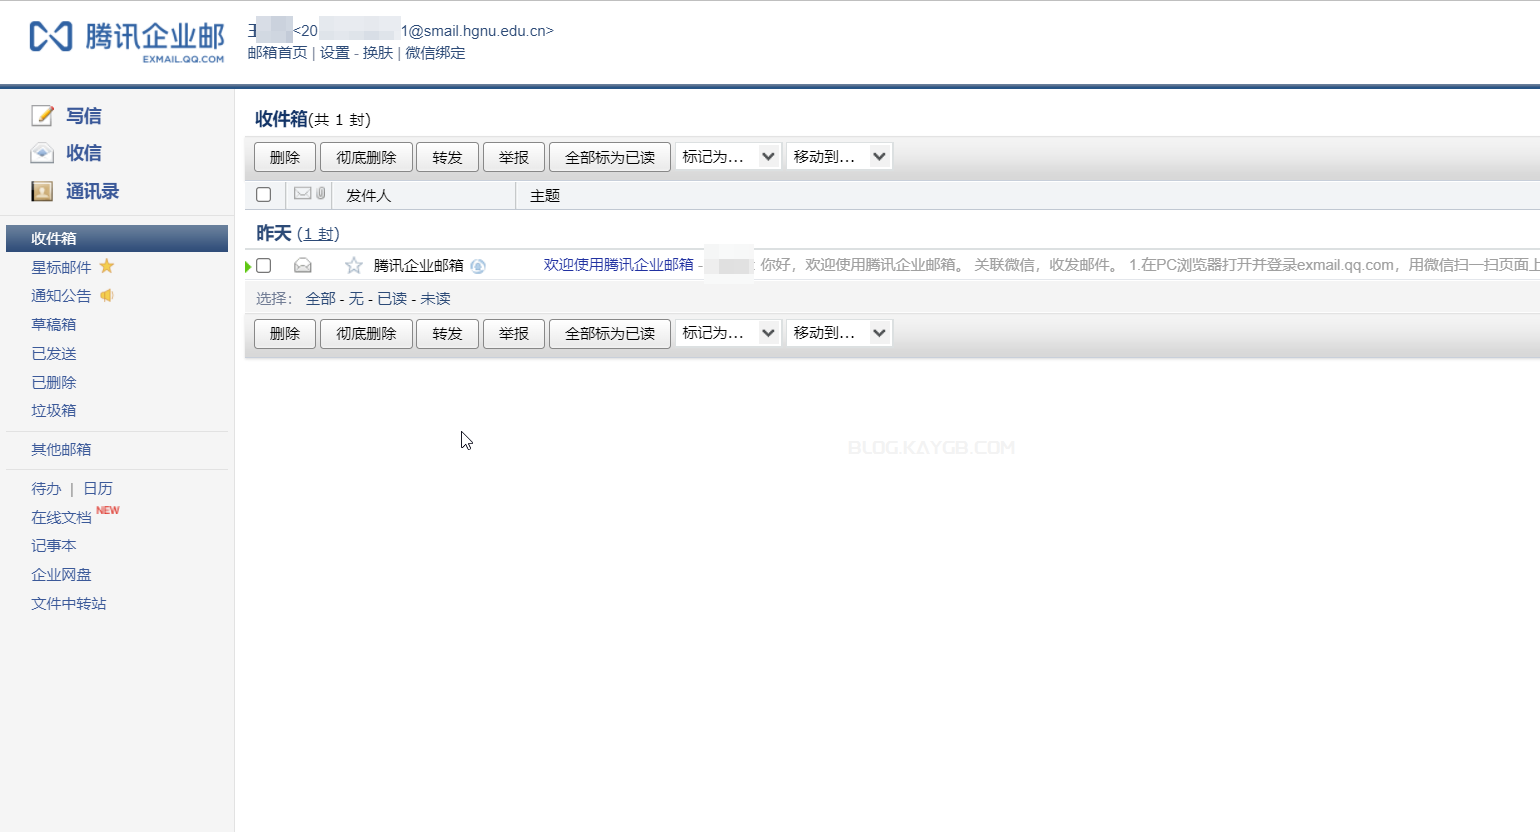 腾讯企业邮
EXMAIL.QQ.COM
<20 1@smail.hgnu.edu.cn>
邮箱首页 | 设置 - 换肤 | 微信绑定
写信
收信
通讯录
收件箱
星标邮件
通知公告
草稿箱
已发送
已删除
垃圾箱
其他邮箱
待办 | 日历
在线文档 NEW
记事本
企业网盘
文件中转站
收件箱(共 1 封)
删除 彻底删除 转发 举报 全部标为已读 标记为... 移动到...
发件人 主题
昨天 (1 封)
腾讯企业邮箱 欢迎使用腾讯企业邮箱 - 你好，欢迎使用腾讯企业邮箱。 关联微信，收发邮件。 1.在PC浏览器打开并登录exmail.qq.com，用微信扫一扫页面上
选择： 全部 - 无 - 已读 - 未读
删除 彻底删除 转发 举报 全部标为已读 标记为... 移动到...
BLOG.KAYGB.COM